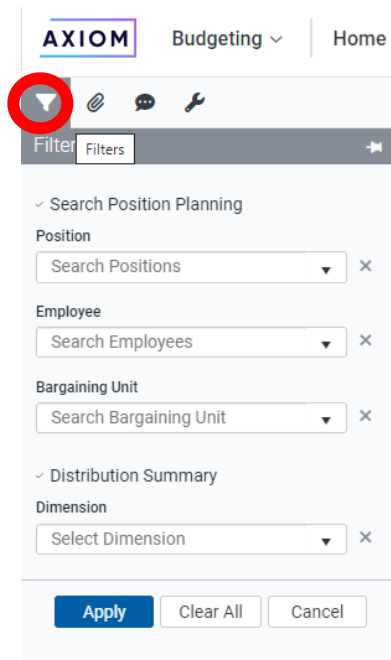 AXIOM Budgeting Home
Filter
Filters
Search Position Planning
Position
Search Positions
Employee
Search Employees
Bargaining Unit
Search Bargaining Unit
Distribution Summary
Dimension
Select Dimension
Apply Clear All Cancel